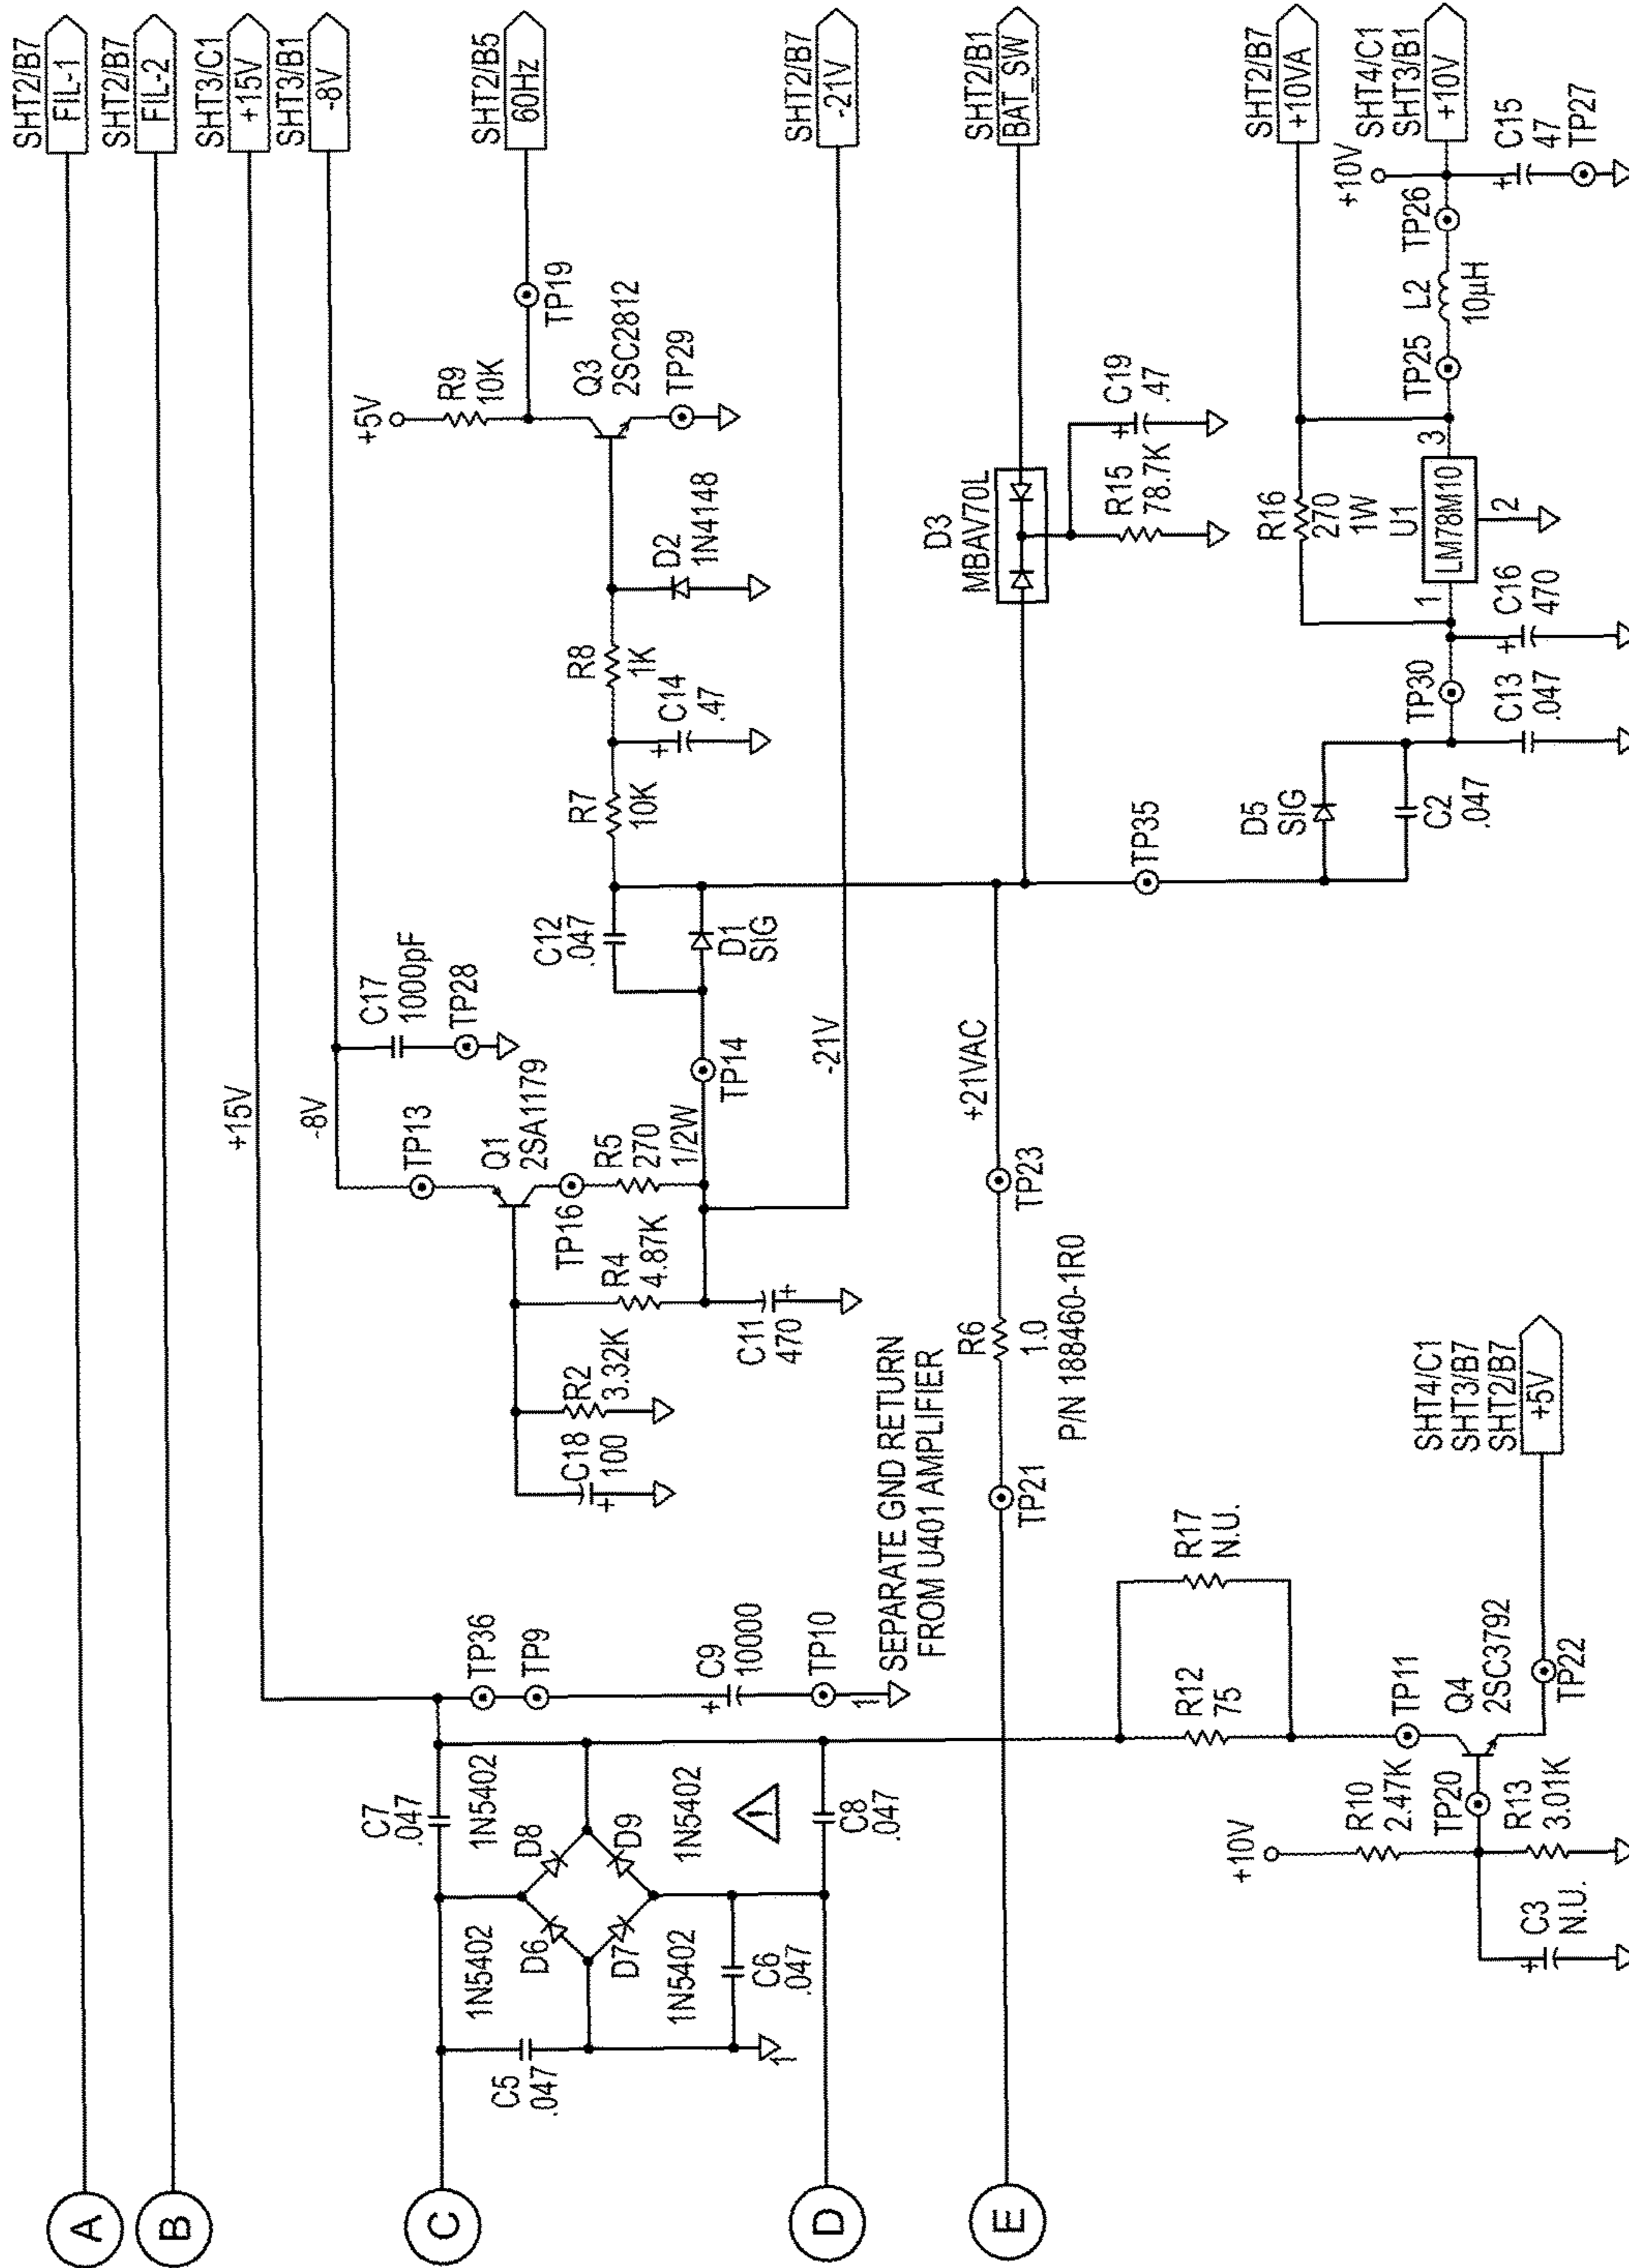 A
SHT2/B7
FIL-1
B
SHT2/B7
FIL-2
+15V
SHT3/C1
+15V
-8V
SHT3/B1
-8V
C17
1000pF
TP28
TP13
Q1
2SA1179
TP16
R5
270
1/2W
R4
4.87K
R2
3.32K
C18
100
+
C11
470
+
TP14
C12
.047
D1
SIG
R7
10K
C14
.47
+
R8
1K
D2
1N4148
+5V
R9
10K
Q3
2SC2812
TP29
TP19
SHT2/B5
60Hz
-21V
SHT2/B7
-21V
C
C5
.047
C7
.047
1N5402
D6
D8
1N5402
1N5402
D7
D9
1N5402
C6
.047
1
!
C8
.047
D
TP36
TP9
C9
10000
+
TP10
1
SEPARATE GND RETURN
FROM U401 AMPLIFIER
E
TP21
R6
1.0
P/N 188460-1R0
TP23
+21VAC
D3
MBAV70L
SHT2/B1
BAT_SW
R15
78.7K
C19
.47
+
TP35
D5
SIG
C2
.047
TP30
C13
.047
C16
470
+
R16
270
1W
U1
LM78M10
1
2
3
TP25
L2
10µH
TP26
+10V
C15
47
+
TP27
SHT2/B7
+10VA
SHT4/C1
SHT3/B1
+10V
R12
75
R17
N.U.
TP11
Q4
2SC3792
TP22
+10V
R10
2.47K
TP20
R13
3.01K
C3
N.U.
+
SHT4/C1
SHT3/B7
SHT2/B7
+5V